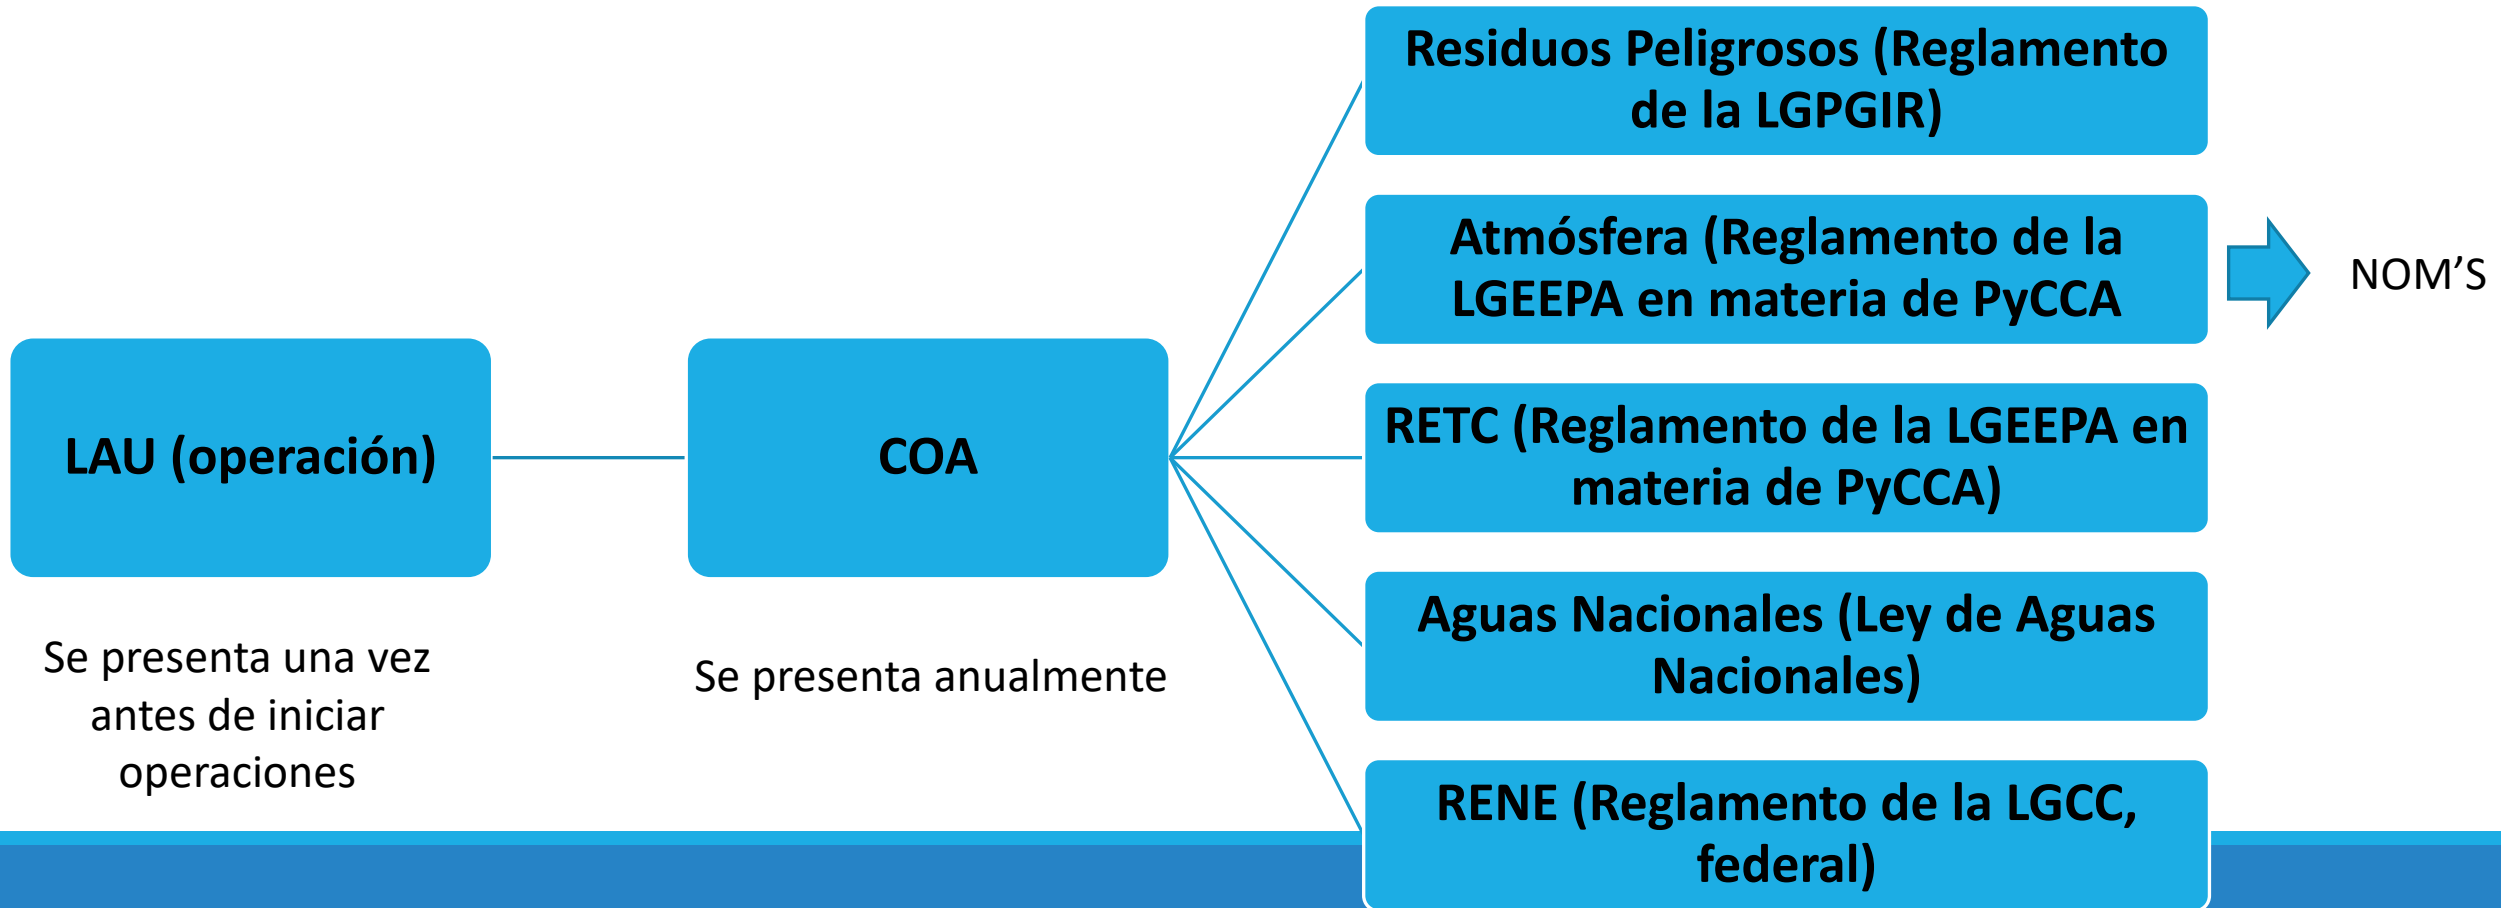 LAU (operación)
Se presenta una vez
antes de iniciar
operaciones
COA
Se presenta anualmente
Residuos Peligrosos (Reglamento
de la LGPGIR)
Atmósfera (Reglamento de la
LGEEPA en materia de PyCCA
NOM’S
RETC (Reglamento de la LGEEPA en
materia de PyCCA)
Aguas Nacionales (Ley de Aguas
Nacionales)
RENE (Reglamento de la LGCC,
federal)